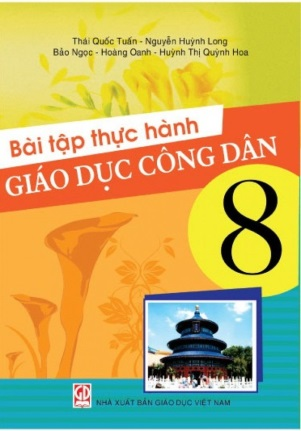 Thái Quốc Tuấn - Nguyễn Huỳnh Long
Bảo Ngọc - Hoàng Oanh - Huỳnh Thị Quỳnh Hoa
Bài tập thực hành
GIÁO DỤC CÔNG DÂN
8
NHÀ XUẤT BẢN GIÁO DỤC VIỆT NAM